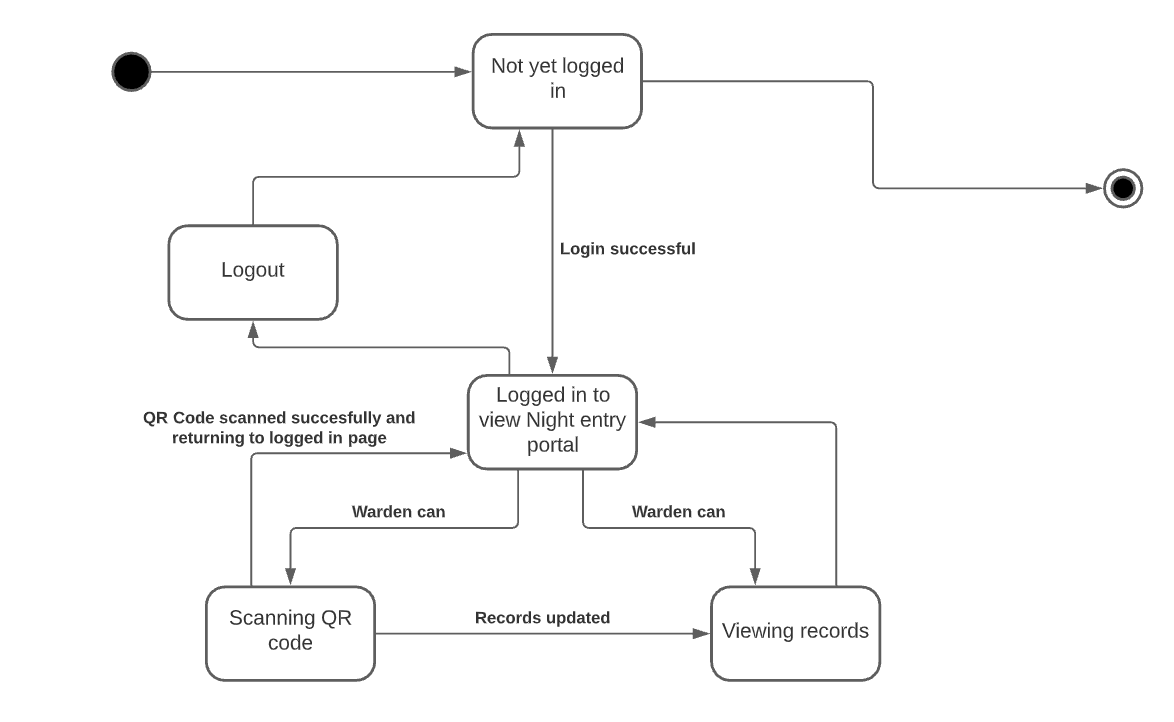 Not yet logged
in
Login successful
Logout
Logged in to
view Night entry
portal
QR Code scanned succesfully and
returning to logged in page
Warden can
Warden can
Scanning QR
code
Records updated
Viewing records